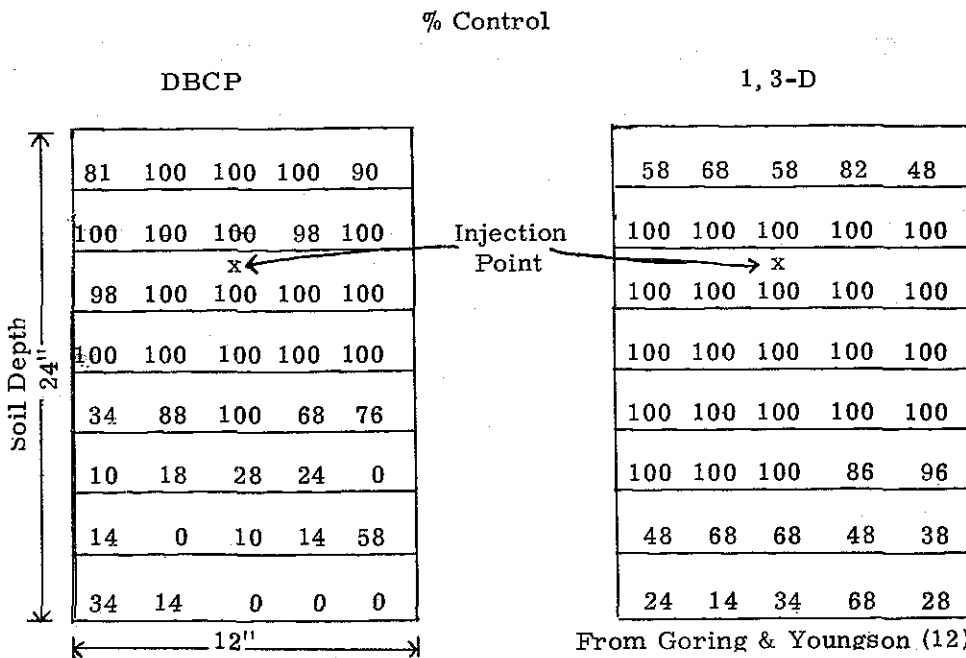 % Control
DBCP
1,3-D
81 100 100 100 90
58 68 58 82 48
100 100 100 98 100
Injection
Point
100 100 100 100 100
x
x
98 100 100 100 100
100 100 100 100 100
100 100 100 100 100
100 100 100 100 100
Soil Depth
24"
34 88 100 68 76
100 100 100 100 100
10 18 28 24 0
100 100 100 86 96
14 0 10 14 58
48 68 68 48 38
34 14 0 0 0
24 14 34 68 28
12"
From Goring & Youngson (12)